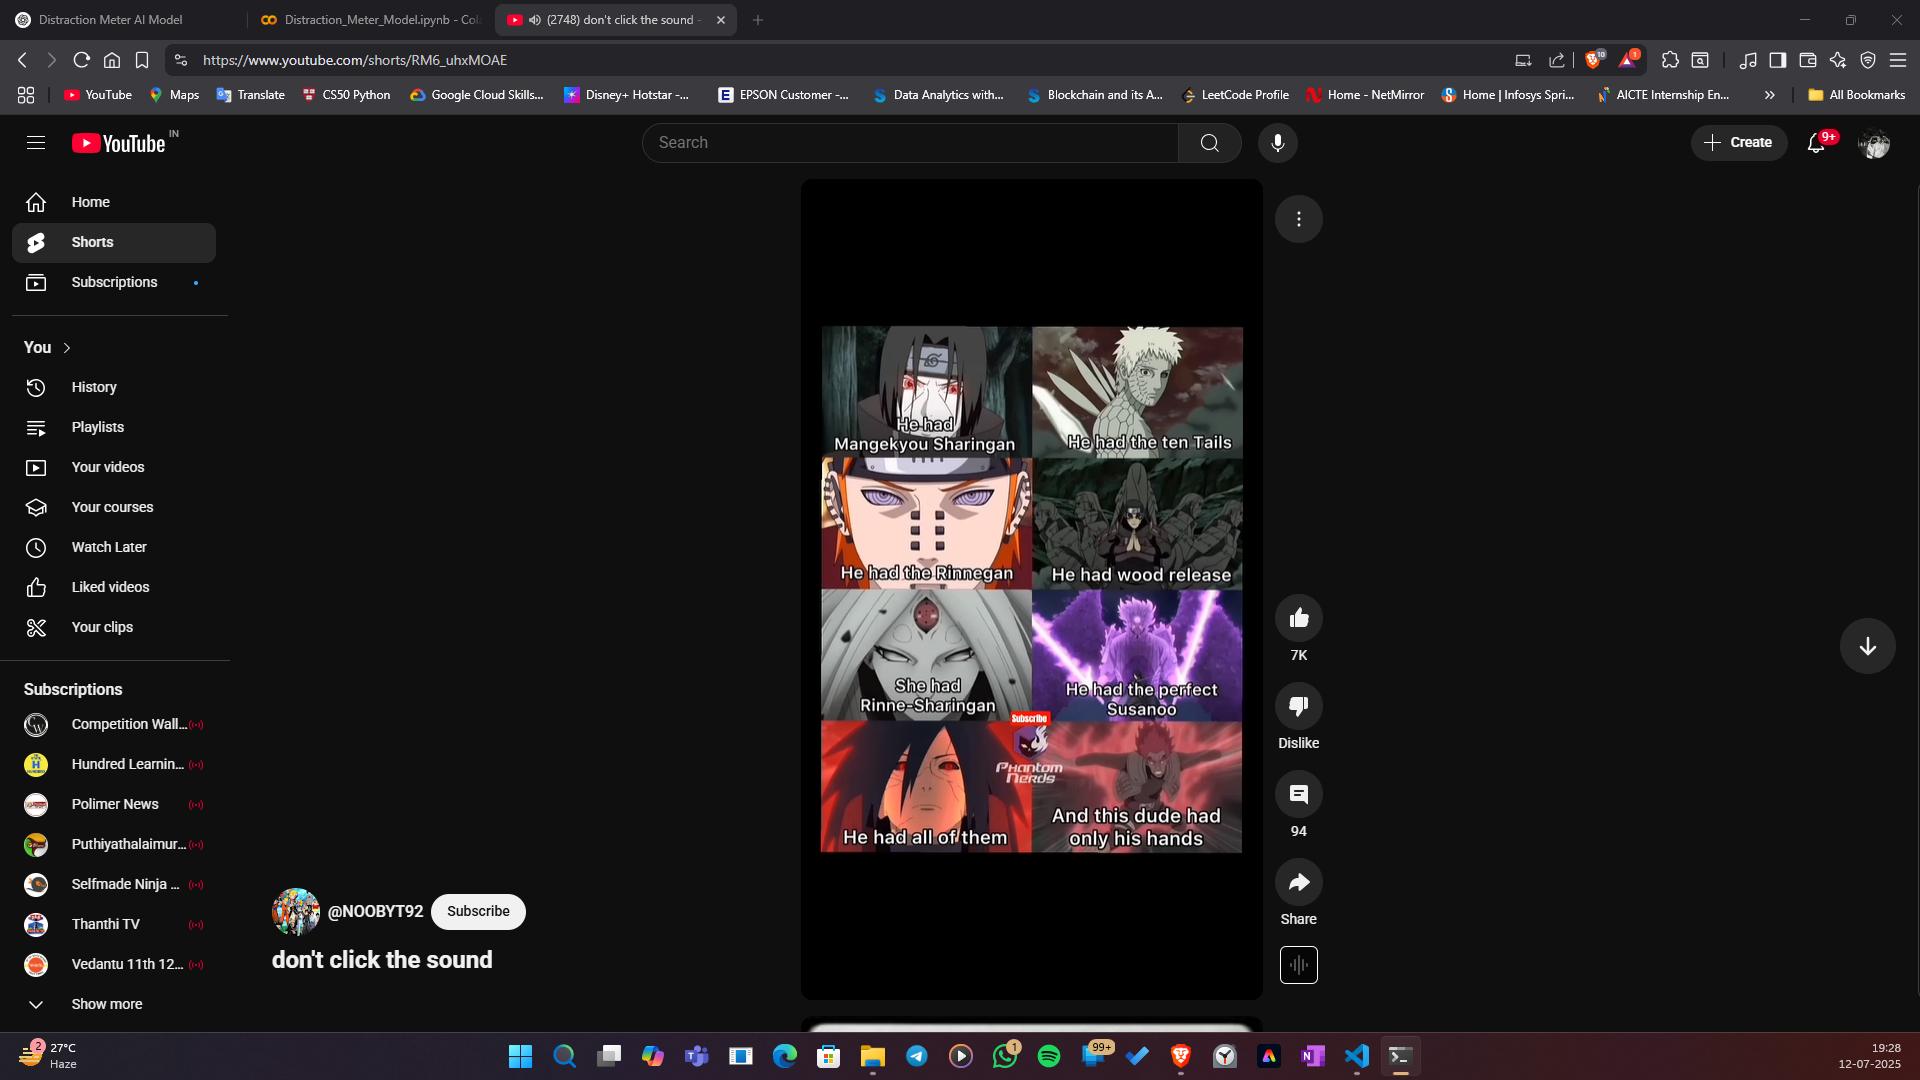 Distraction Meter AI Model
Distraction_Meter_Model.ipynb - Col
(2748) don't click the sound -
https://www.youtube.com/shorts/RM6_uhxMOAE
10
1
YouTube
Maps
Translate
CS50 Python
Google Cloud Skills...
Disney+ Hotstar -...
EPSON Customer -...
Data Analytics with...
Blockchain and its A...
LeetCode Profile
Home - NetMirror
Home | Infosys Spri...
AICTE Internship En...
All Bookmarks
YouTube IN
Search
Create
9+
Home
Shorts
Subscriptions
You
History
Playlists
Your videos
Your courses
Watch Later
Liked videos
Your clips
Subscriptions
Competition Wall...
Hundred Learnin...
Polimer News
Puthiyathalaimur...
Selfmade Ninja ...
Thanthi TV
Vedantu 11th 12...
Show more
He had
Mangekyou Sharingan
He had the ten Tails
He had the Rinnegan
He had wood release
She had
Rinne-Sharingan
He had the perfect
Susanoo
Subscribe
Phantom
Nerds
He had all of them
And this dude had
only his hands
@NOOBYT92
Subscribe
don't click the sound
7K
Dislike
94
Share
2
27°C
Haze
1
99+
19:28
12-07-2025